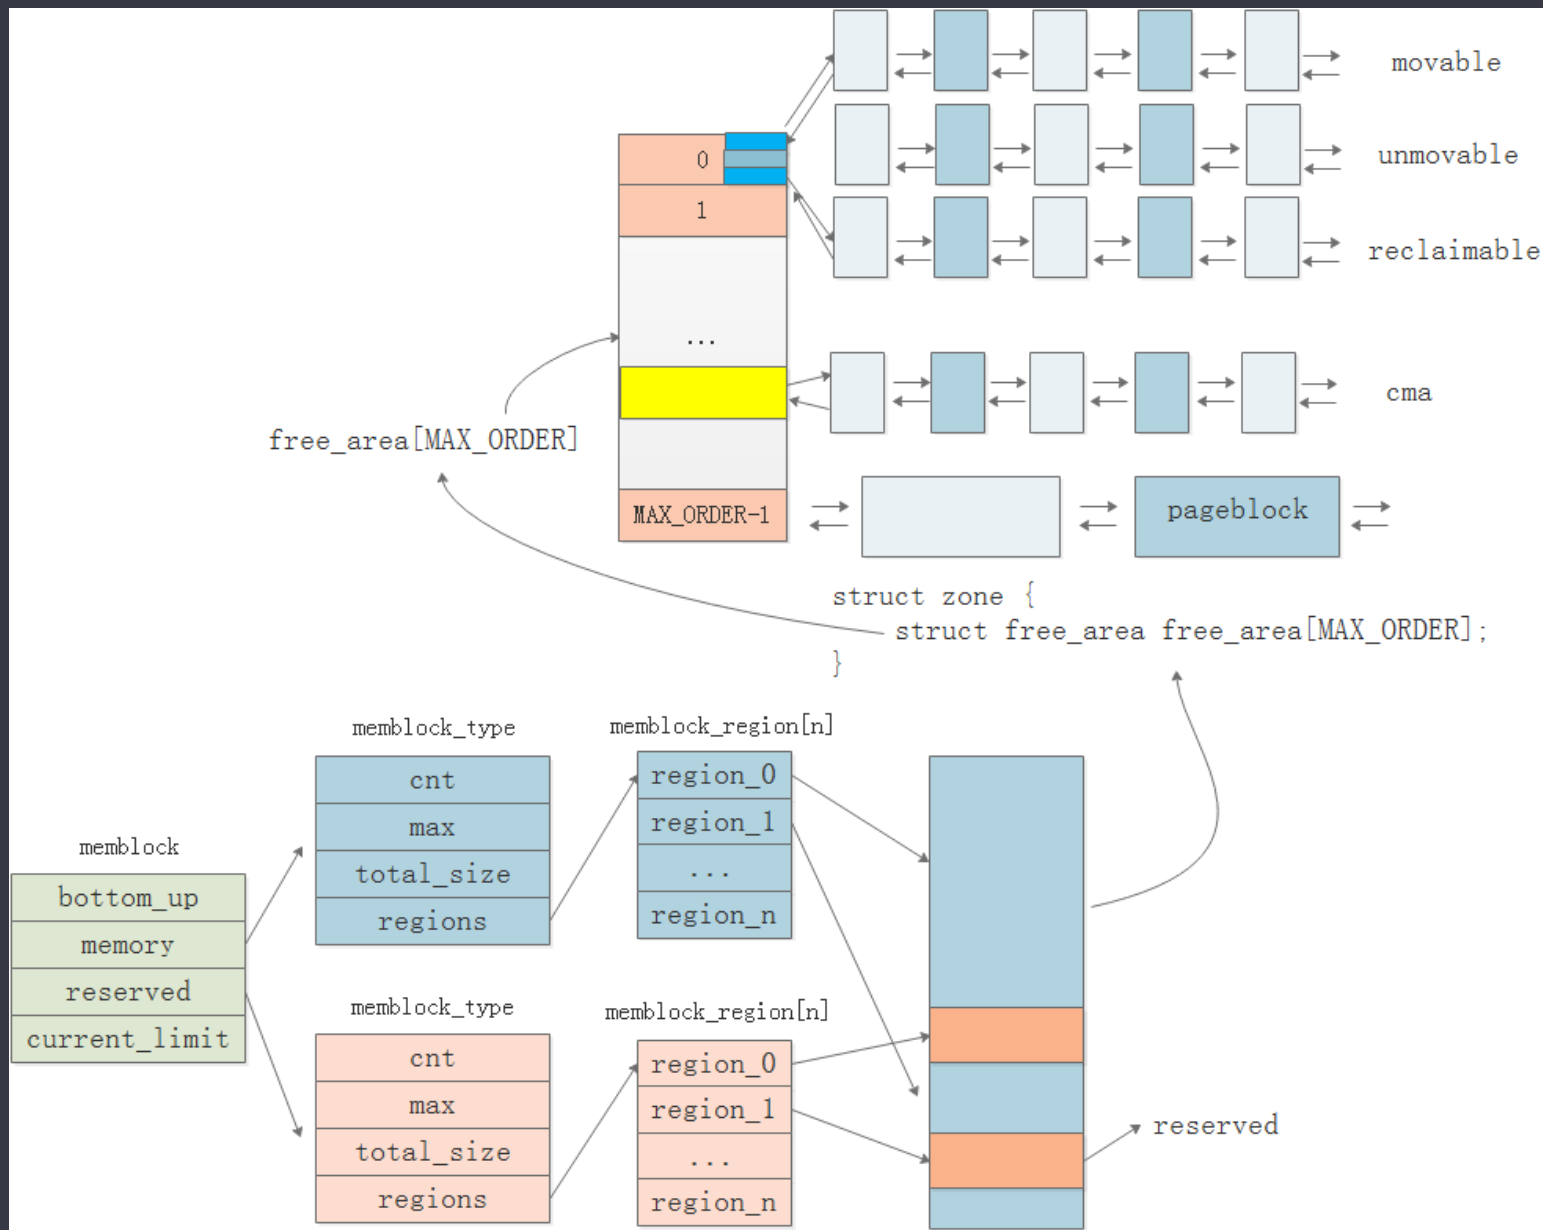 movable
0
unmovable
1
reclaimable
...
cma
free_area[MAX_ORDER]
MAX_ORDER-1
pageblock
struct zone {
struct free_area free_area[MAX_ORDER];
}
memblock_type
memblock_region[n]
cnt
region_0
max
region_1
memblock
total_size
...
bottom_up
regions
region_n
memory
reserved
current_limit
memblock_type
memblock_region[n]
cnt
region_0
max
region_1
reserved
total_size
...
regions
region_n